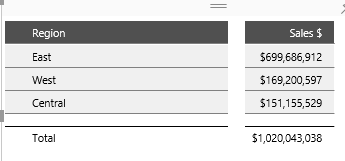 Region Sales $
East $699,686,912
West $169,200,597
Central $151,155,529
Total $1,020,043,038